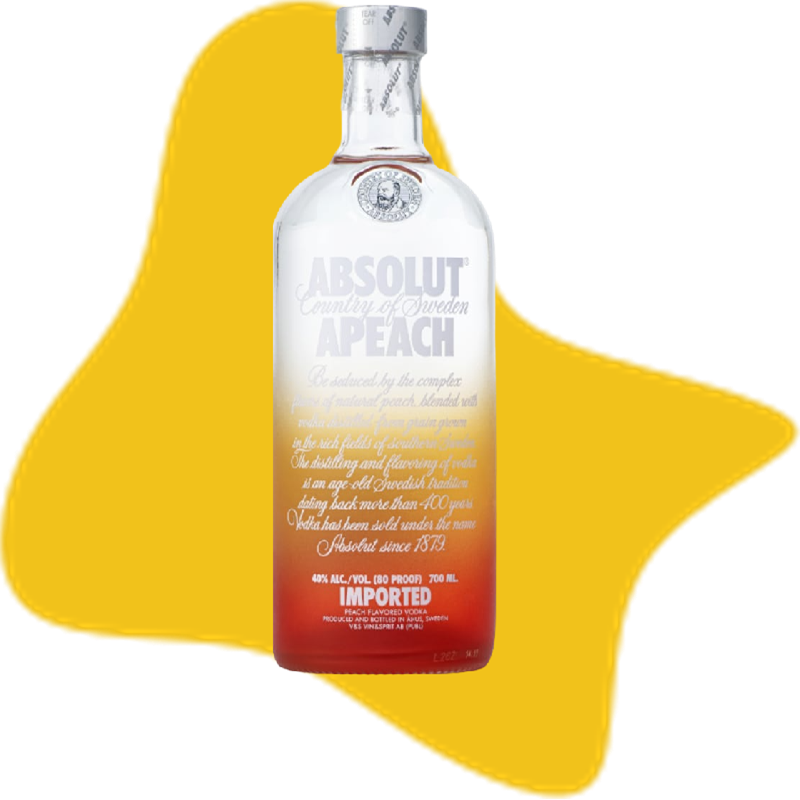 ABSOLUT
COUNTRY OF SWEDEN
ABSOLUT
Country of Sweden
APEACH
Be seduced by the complex
flavor of natural peach, blended with
vodka distilled from grain grown
in the rich fields of southern Sweden.
The distilling and flavoring of vodka
is an age-old Swedish tradition
dating back more than 400 years.
Vodka has been sold under the name
Absolut since 1879.
40% ALC./VOL. (80 PROOF) 700 ML.
IMPORTED
PEACH FLAVORED VODKA
PRODUCED AND BOTTLED IN ÅHUS, SWEDEN
V&S VIN&SPRIT AB (PUBL)